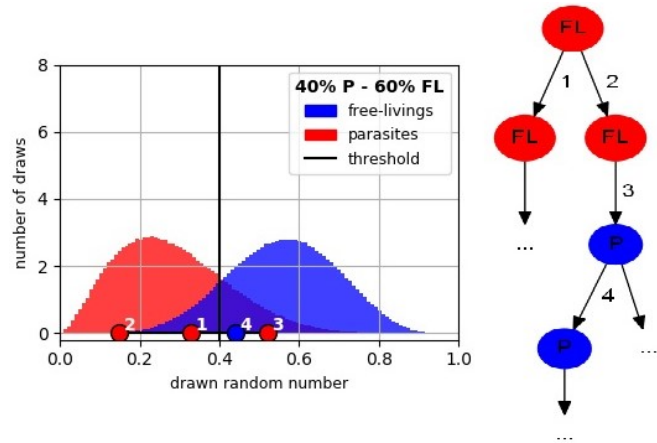 40% P - 60% FL
free-livings
parasites
threshold
number of draws
8
6
4
2
0
2
1
4
3
0.0
0.2
0.4
0.6
0.8
1.0
drawn random number
FL
1
2
FL
FL
3
...
P
4
P
...
...